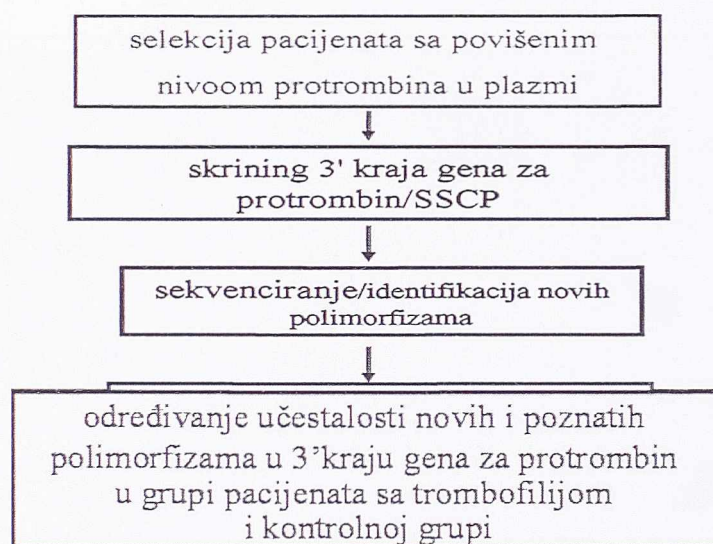 selekcija pacijenata sa povišenim
nivoom protrombina u plazmi
skrining 3' kraja gena za
protrombin/SSCP
sekvenciranje/identifikacija novih
polimorfizama
određivanje učestalosti novih i poznatih
polimorfizama u 3’kraju gena za protrombin
u grupi pacijenata sa trombofilijom
i kontrolnoj grupi